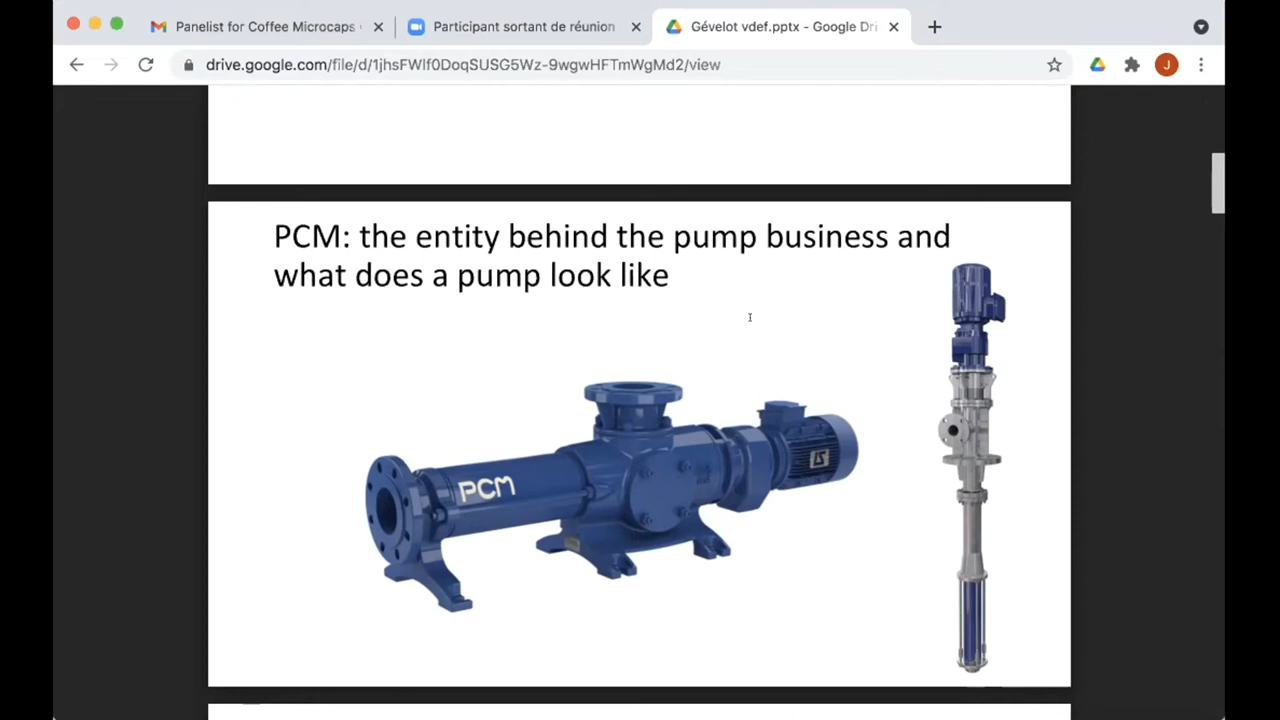 Panelist for Coffee Microcaps
Participant sortant de réunion
Gévelot vdef.pptx - Google Dri
drive.google.com/file/d/1jhsFWIf0DoqSUSG5Wz-9wgwHFTmWgMd2/view
J
PCM: the entity behind the pump business and
what does a pump look like
PCM